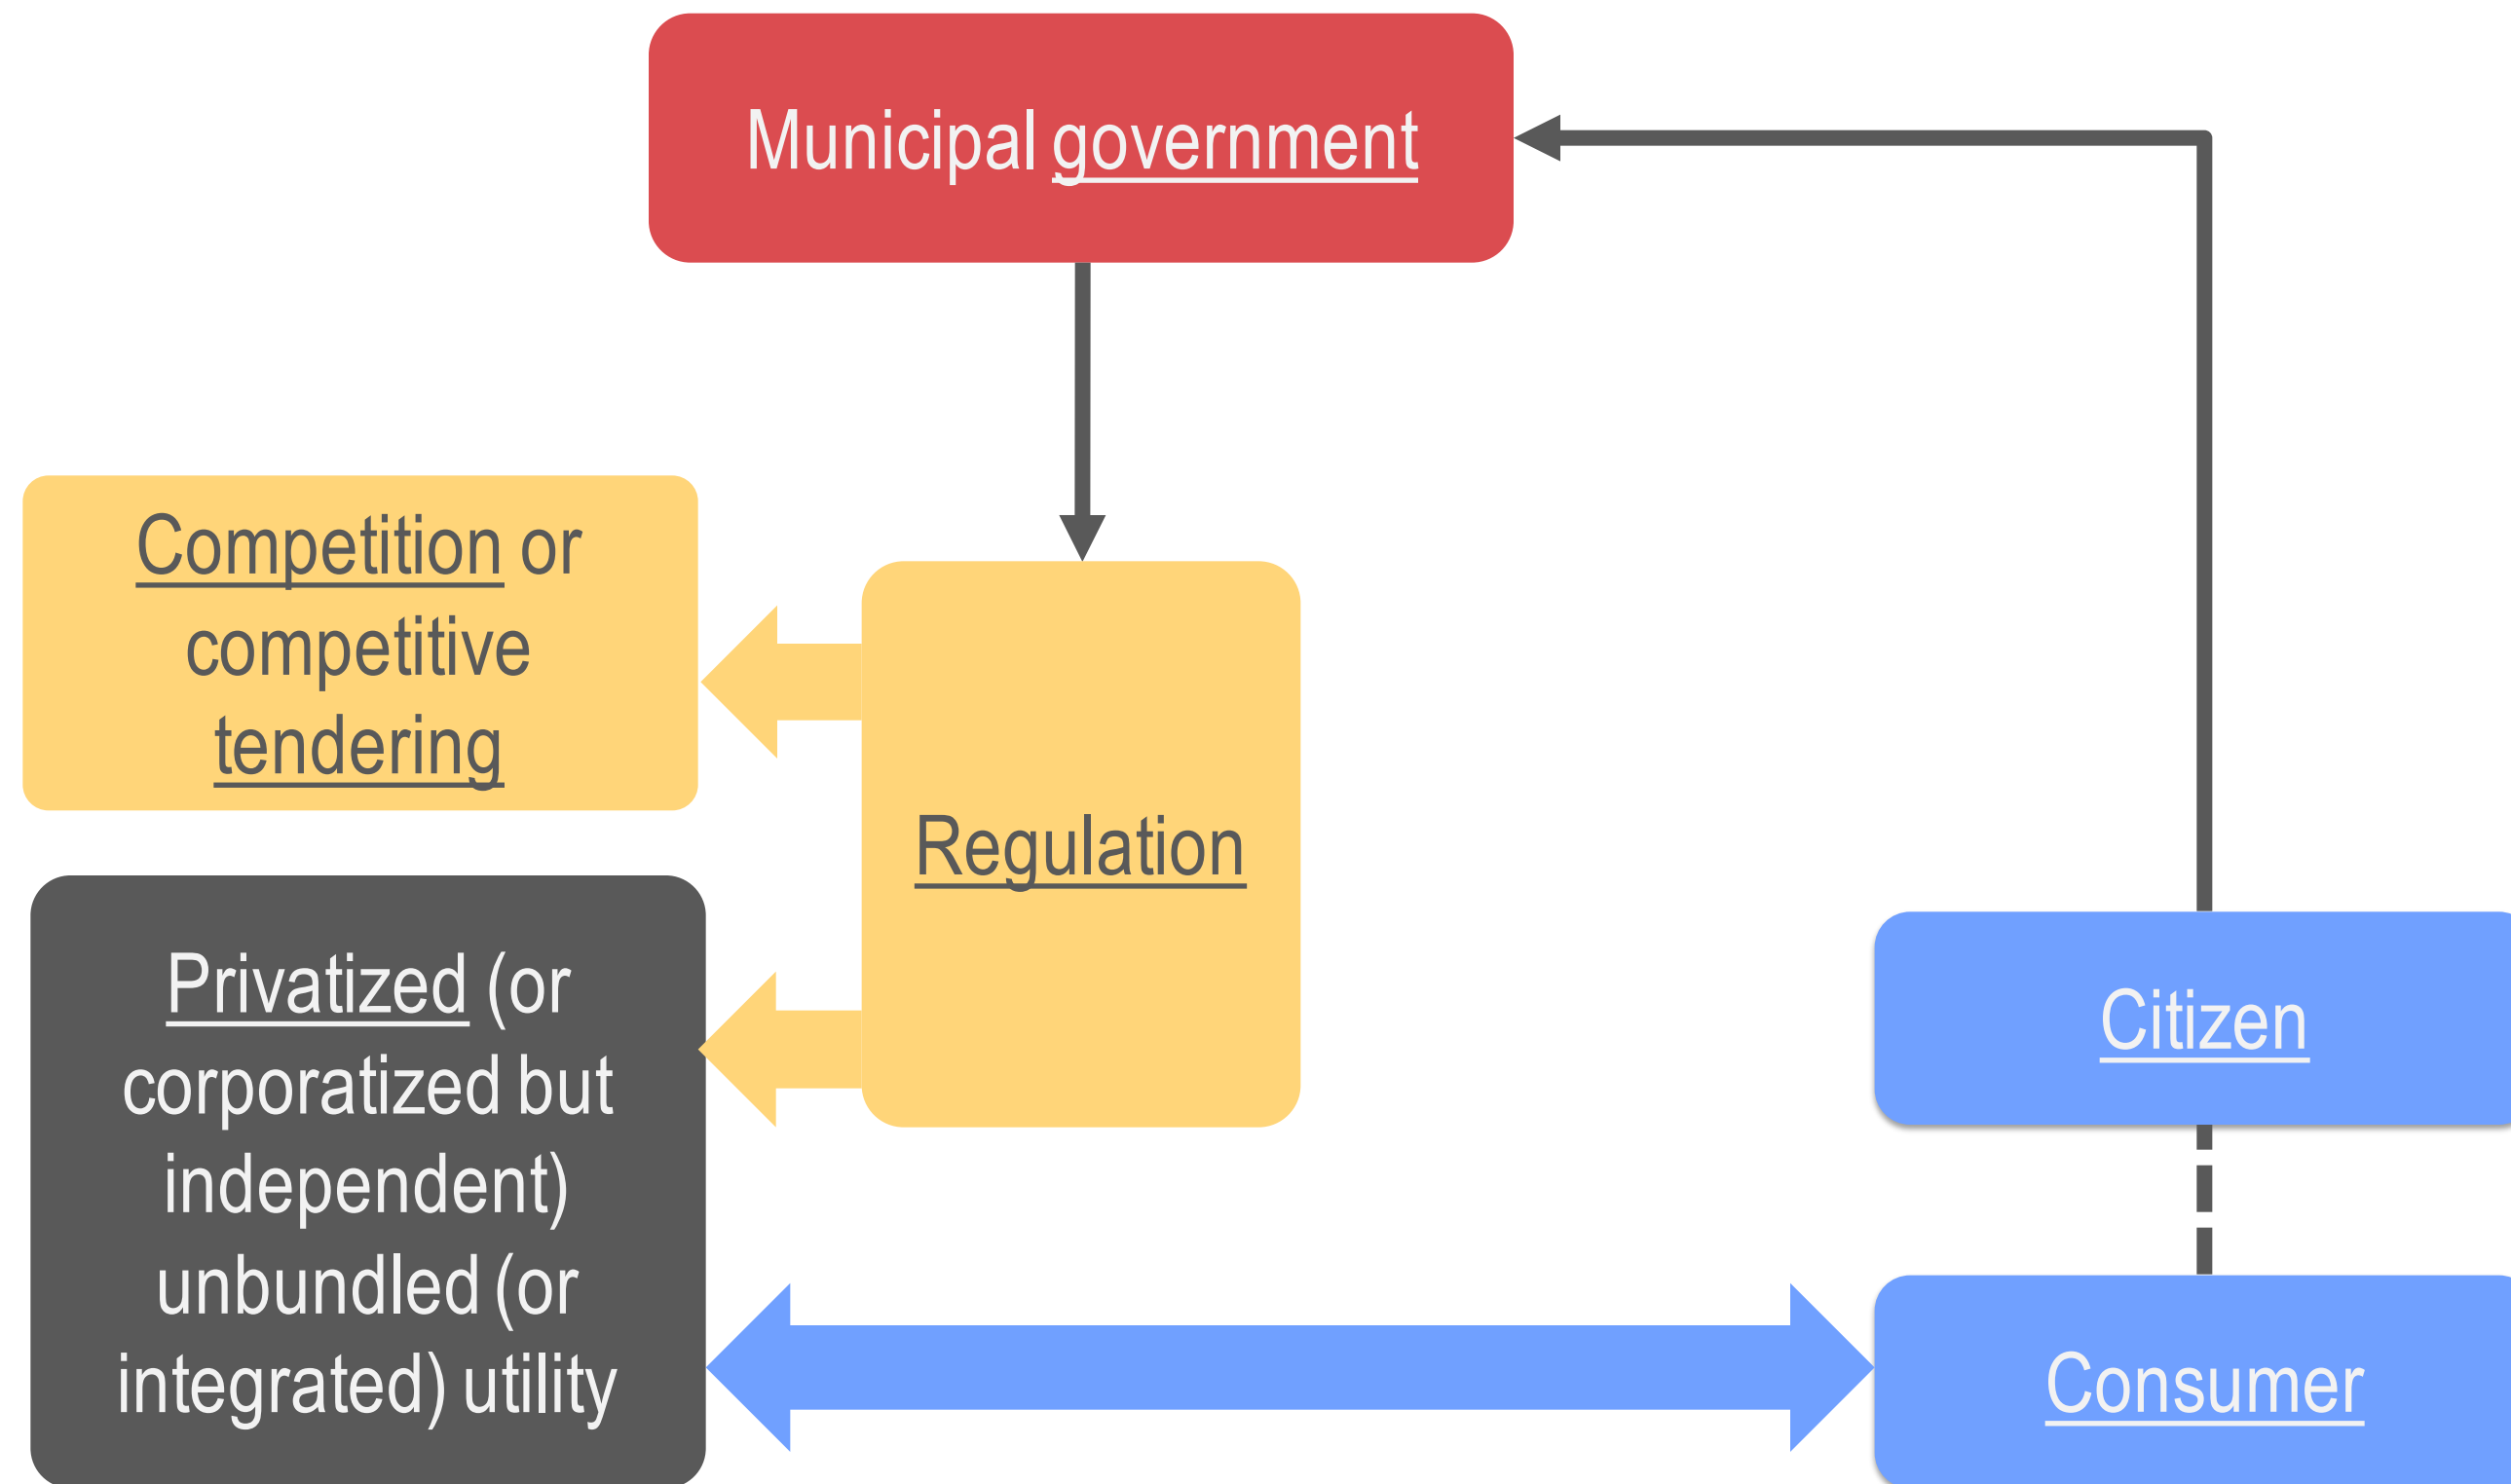 Municipal government
Competition or
competitive
tendering
Regulation
Privatized (or
corporatized but
independent)
unbundled (or
integrated) utility
Citizen
Consumer